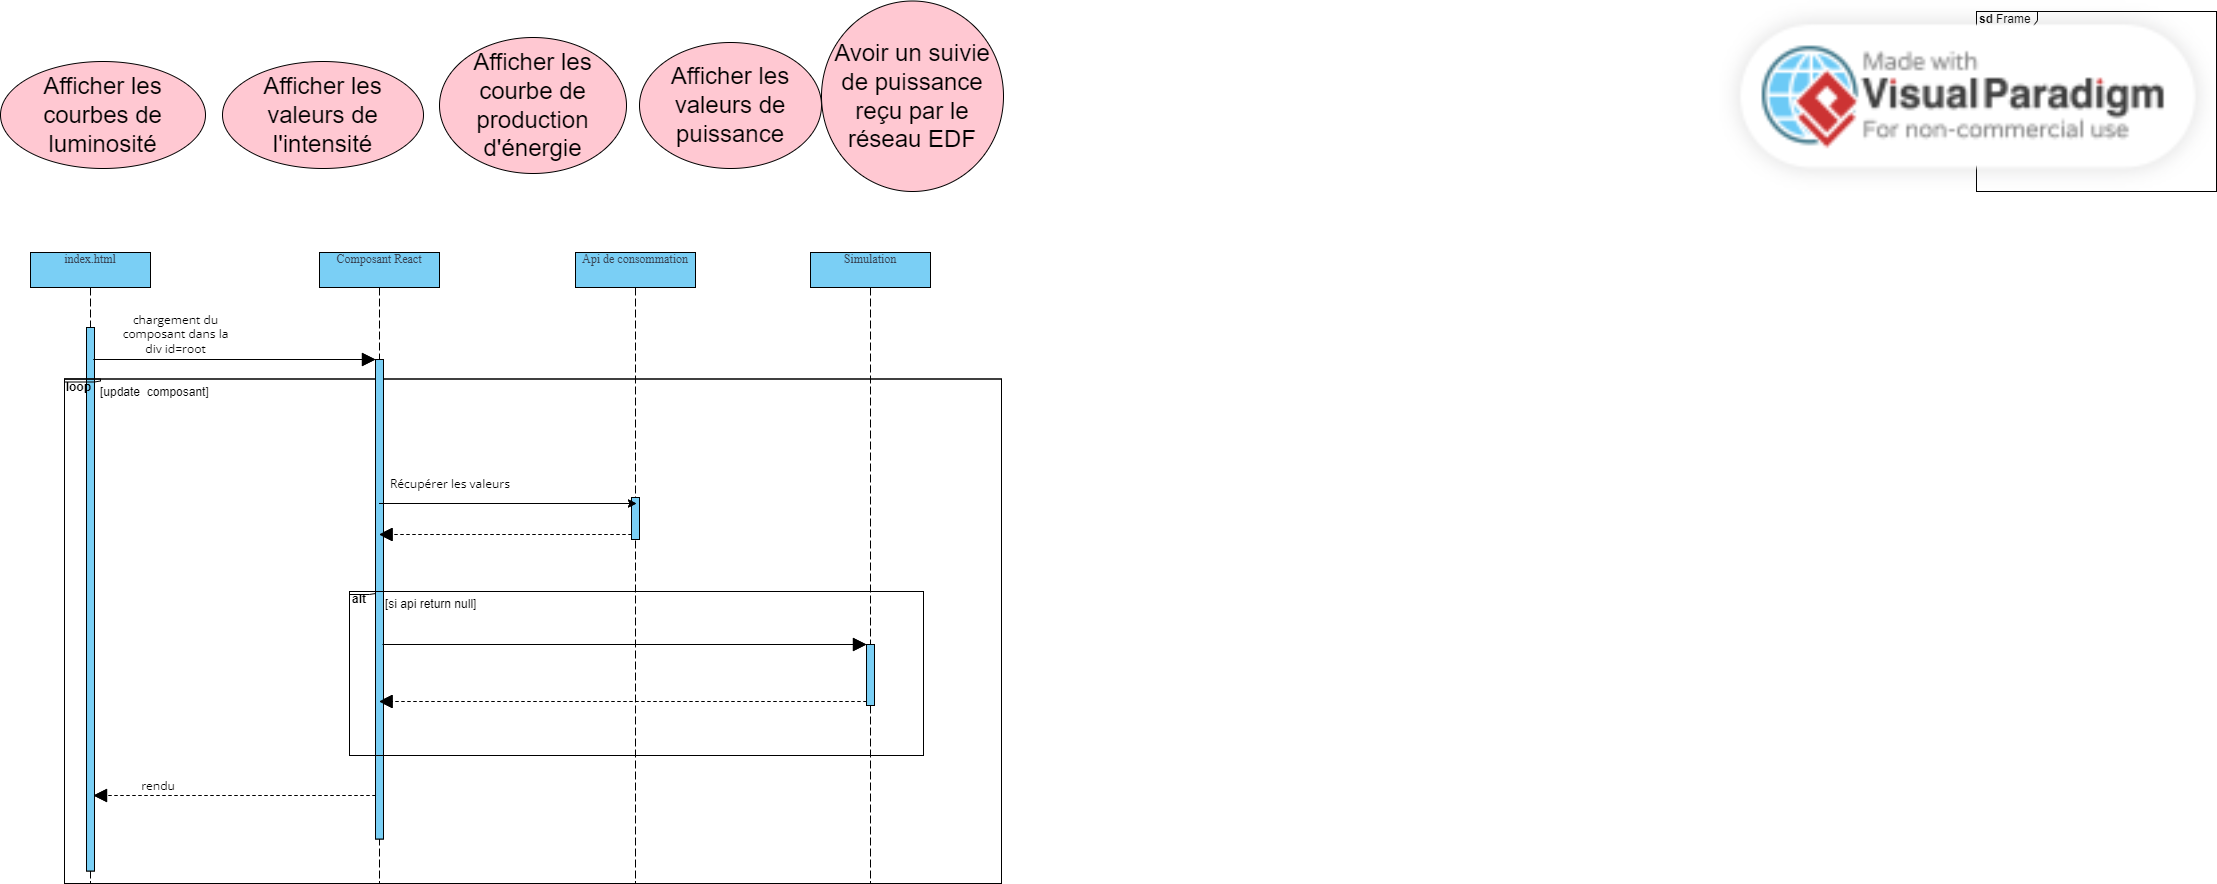 Afficher les
courbes de
luminosité
Afficher les
valeurs de
l'intensité
Afficher les
courbe de
production
d'énergie
Afficher les
valeurs de
puissance
Avoir un suivie
de puissance
reçu par le
réseau EDF
sd Frame
Made with
Visual Paradigm
For non-commercial use
index.html
Composant React
Api de consommation
Simulation
chargement du
composant dans la
div id=root
loop
[update composant]
Récupérer les valeurs
alt
[si api return null]
rendu